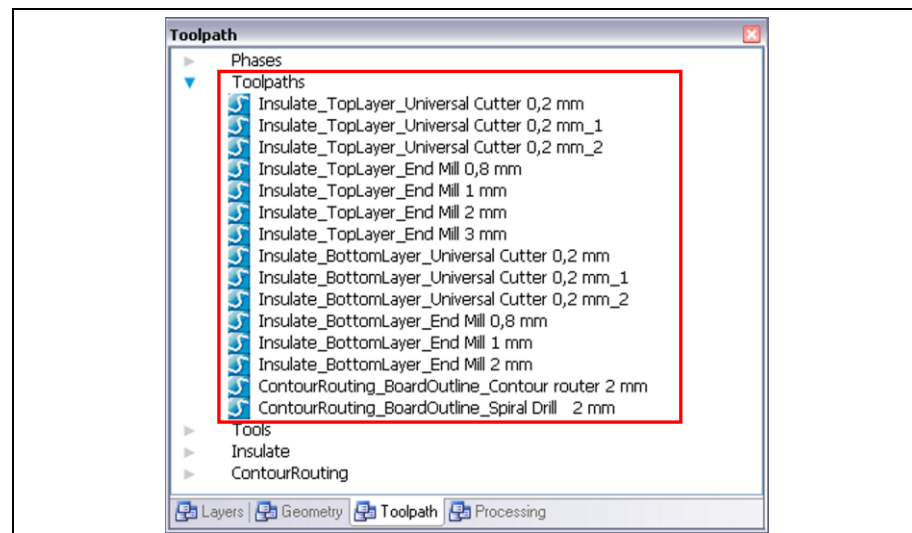 Toolpath
Phases
Toolpaths
Insulate_TopLayer_Universal Cutter 0,2 mm
Insulate_TopLayer_Universal Cutter 0,2 mm_1
Insulate_TopLayer_Universal Cutter 0,2 mm_2
Insulate_TopLayer_End Mill 0,8 mm
Insulate_TopLayer_End Mill 1 mm
Insulate_TopLayer_End Mill 2 mm
Insulate_TopLayer_End Mill 3 mm
Insulate_BottomLayer_Universal Cutter 0,2 mm
Insulate_BottomLayer_Universal Cutter 0,2 mm_1
Insulate_BottomLayer_Universal Cutter 0,2 mm_2
Insulate_BottomLayer_End Mill 0,8 mm
Insulate_BottomLayer_End Mill 1 mm
Insulate_BottomLayer_End Mill 2 mm
ContourRouting_BoardOutline_Contour router 2 mm
ContourRouting_BoardOutline_Spiral Drill 2 mm
Tools
Insulate
ContourRouting
Layers Geometry Toolpath Processing